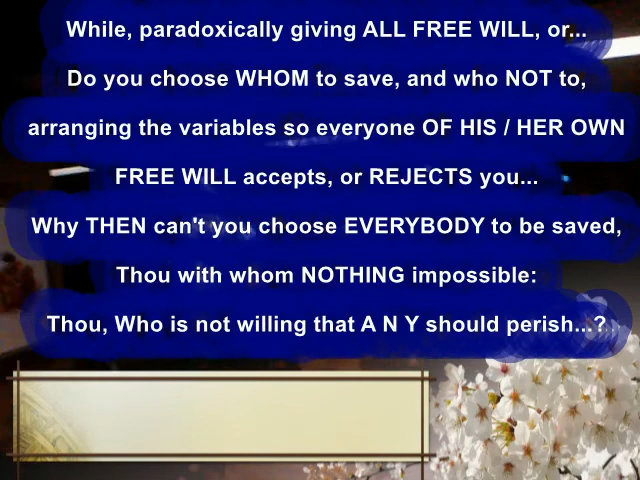 While, paradoxically giving ALL FREE WILL, or...
Do you choose WHOM to save, and who NOT to,
arranging the variables so everyone OF HIS / HER OWN
FREE WILL accepts, or REJECTS you...
Why THEN can't you choose EVERYBODY to be saved,
Thou with whom NOTHING impossible:
Thou, Who is not willing that A N Y should perish...?